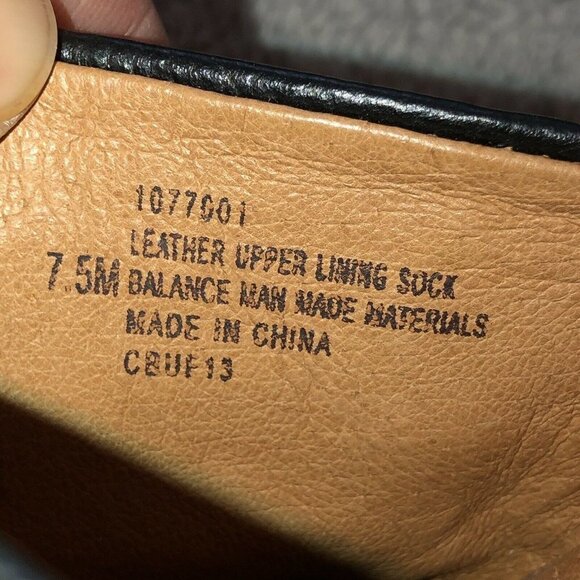 1077001
LEATHER UPPER LINING SOCK
7.5M BALANCE MAN MADE MATERIALS
MADE IN CHINA
CBUF13